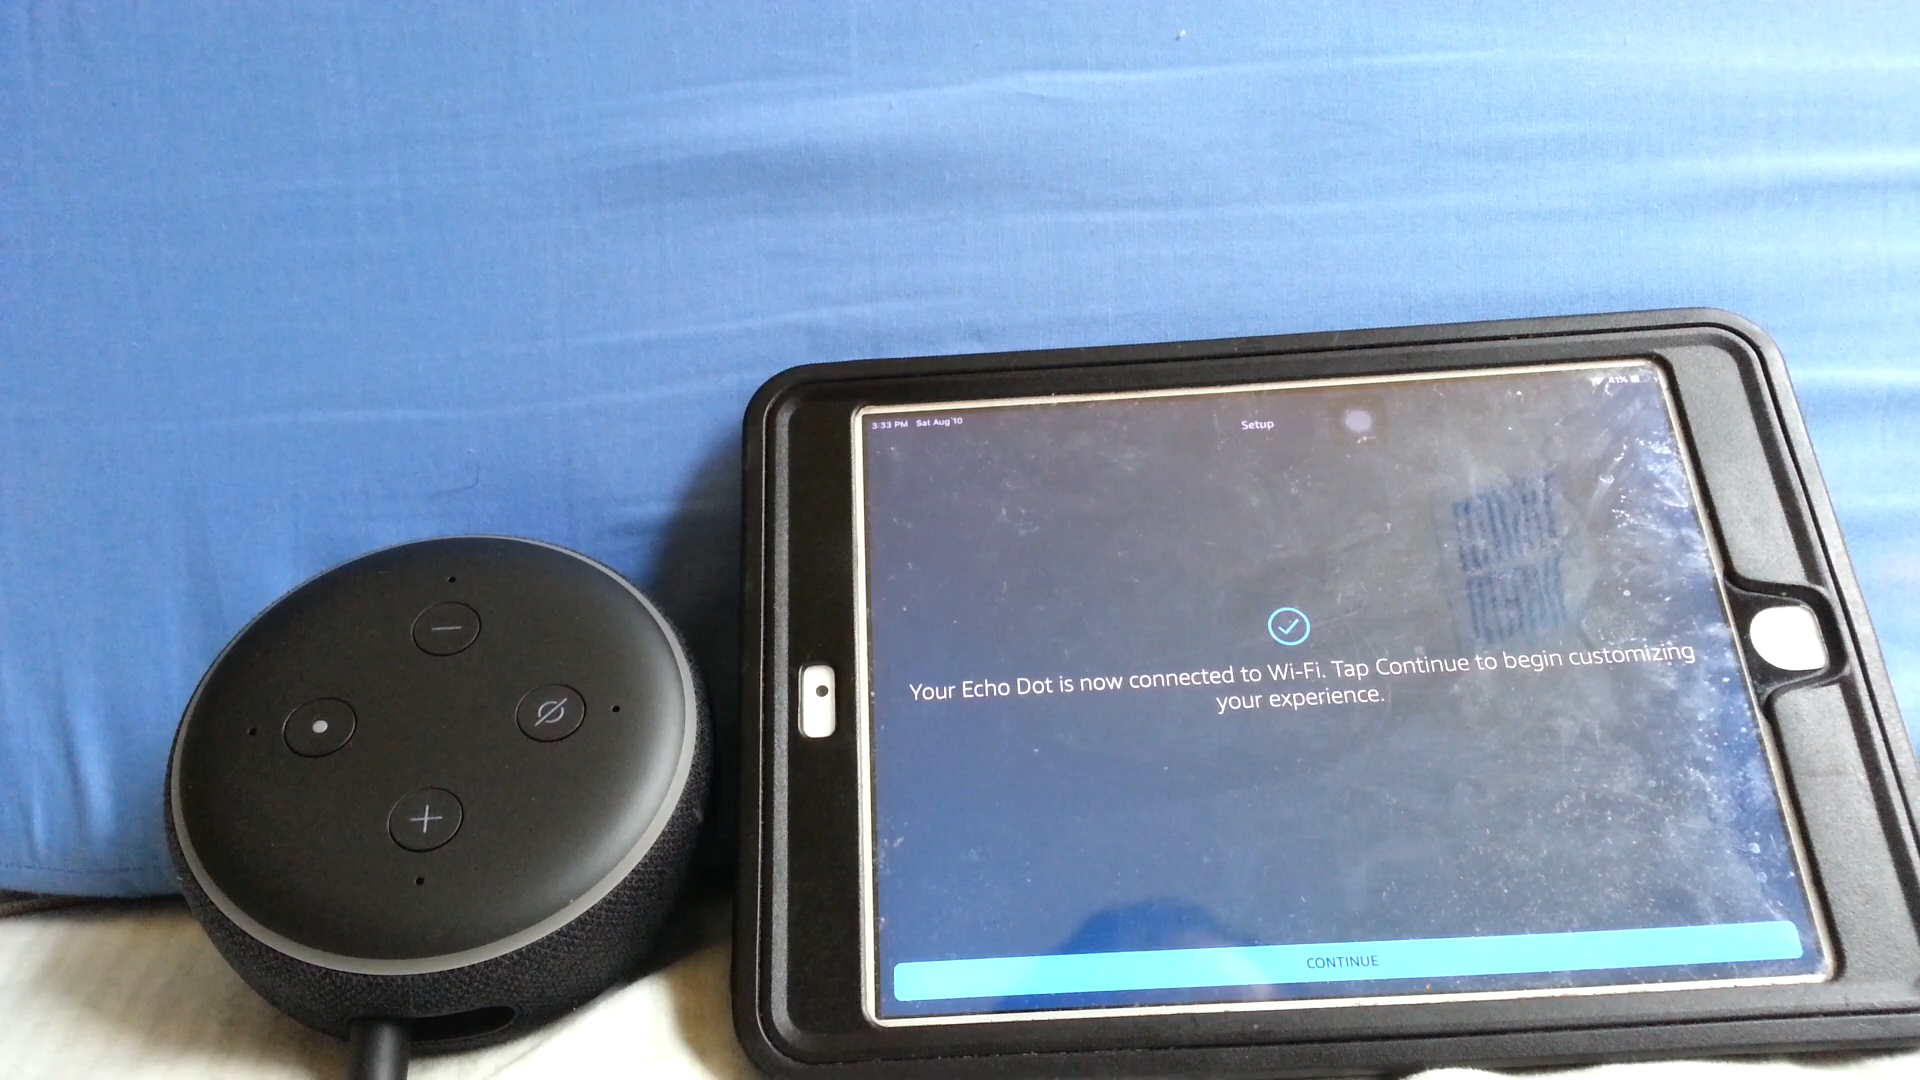 3:33 PM Sat Aug 10
41%
Setup
Your Echo Dot is now connected to Wi-Fi. Tap Continue to begin customizing
your experience.
CONTINUE